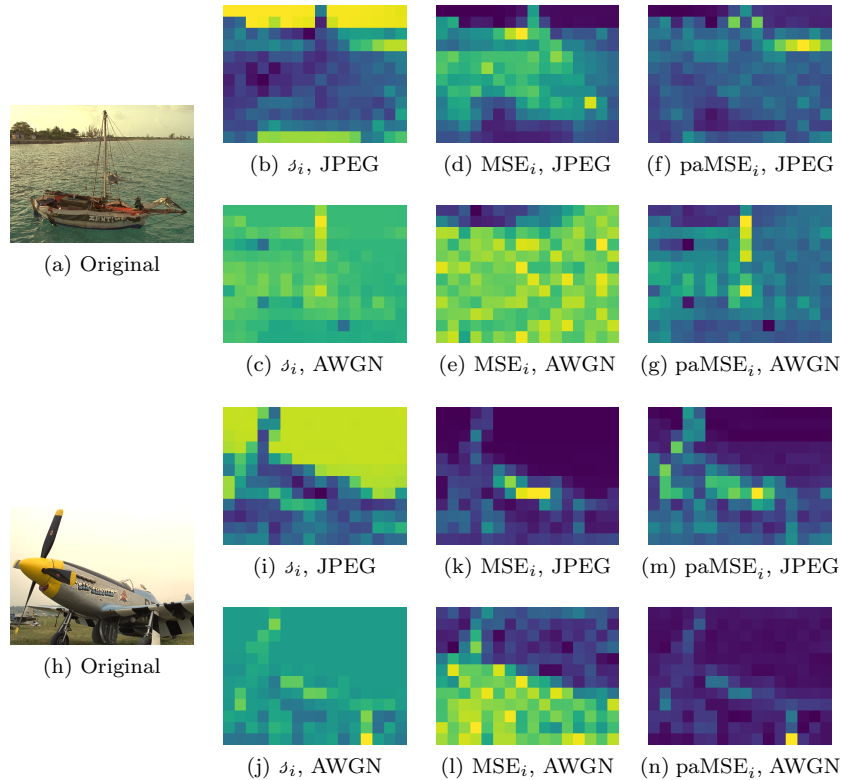 (b) 𝓈ᵢ, JPEG
(d) MSEᵢ, JPEG
(f) paMSEᵢ, JPEG
(a) Original
(c) 𝓈ᵢ, AWGN
(e) MSEᵢ, AWGN
(g) paMSEᵢ, AWGN
(i) 𝓈ᵢ, JPEG
(k) MSEᵢ, JPEG
(m) paMSEᵢ, JPEG
(h) Original
(j) 𝓈ᵢ, AWGN
(l) MSEᵢ, AWGN
(n) paMSEᵢ, AWGN